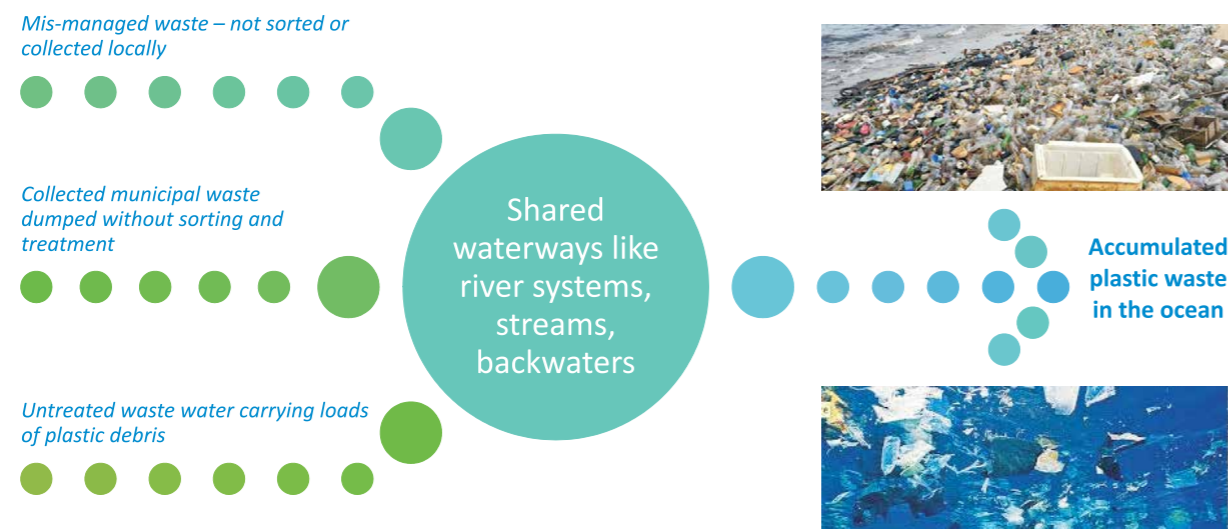 Mis-managed waste – not sorted or
collected locally
Collected municipal waste
dumped without sorting and
treatment
Untreated waste water carrying loads
of plastic debris
Shared
waterways like
river systems,
streams,
backwaters
Accumulated
plastic waste
in the ocean